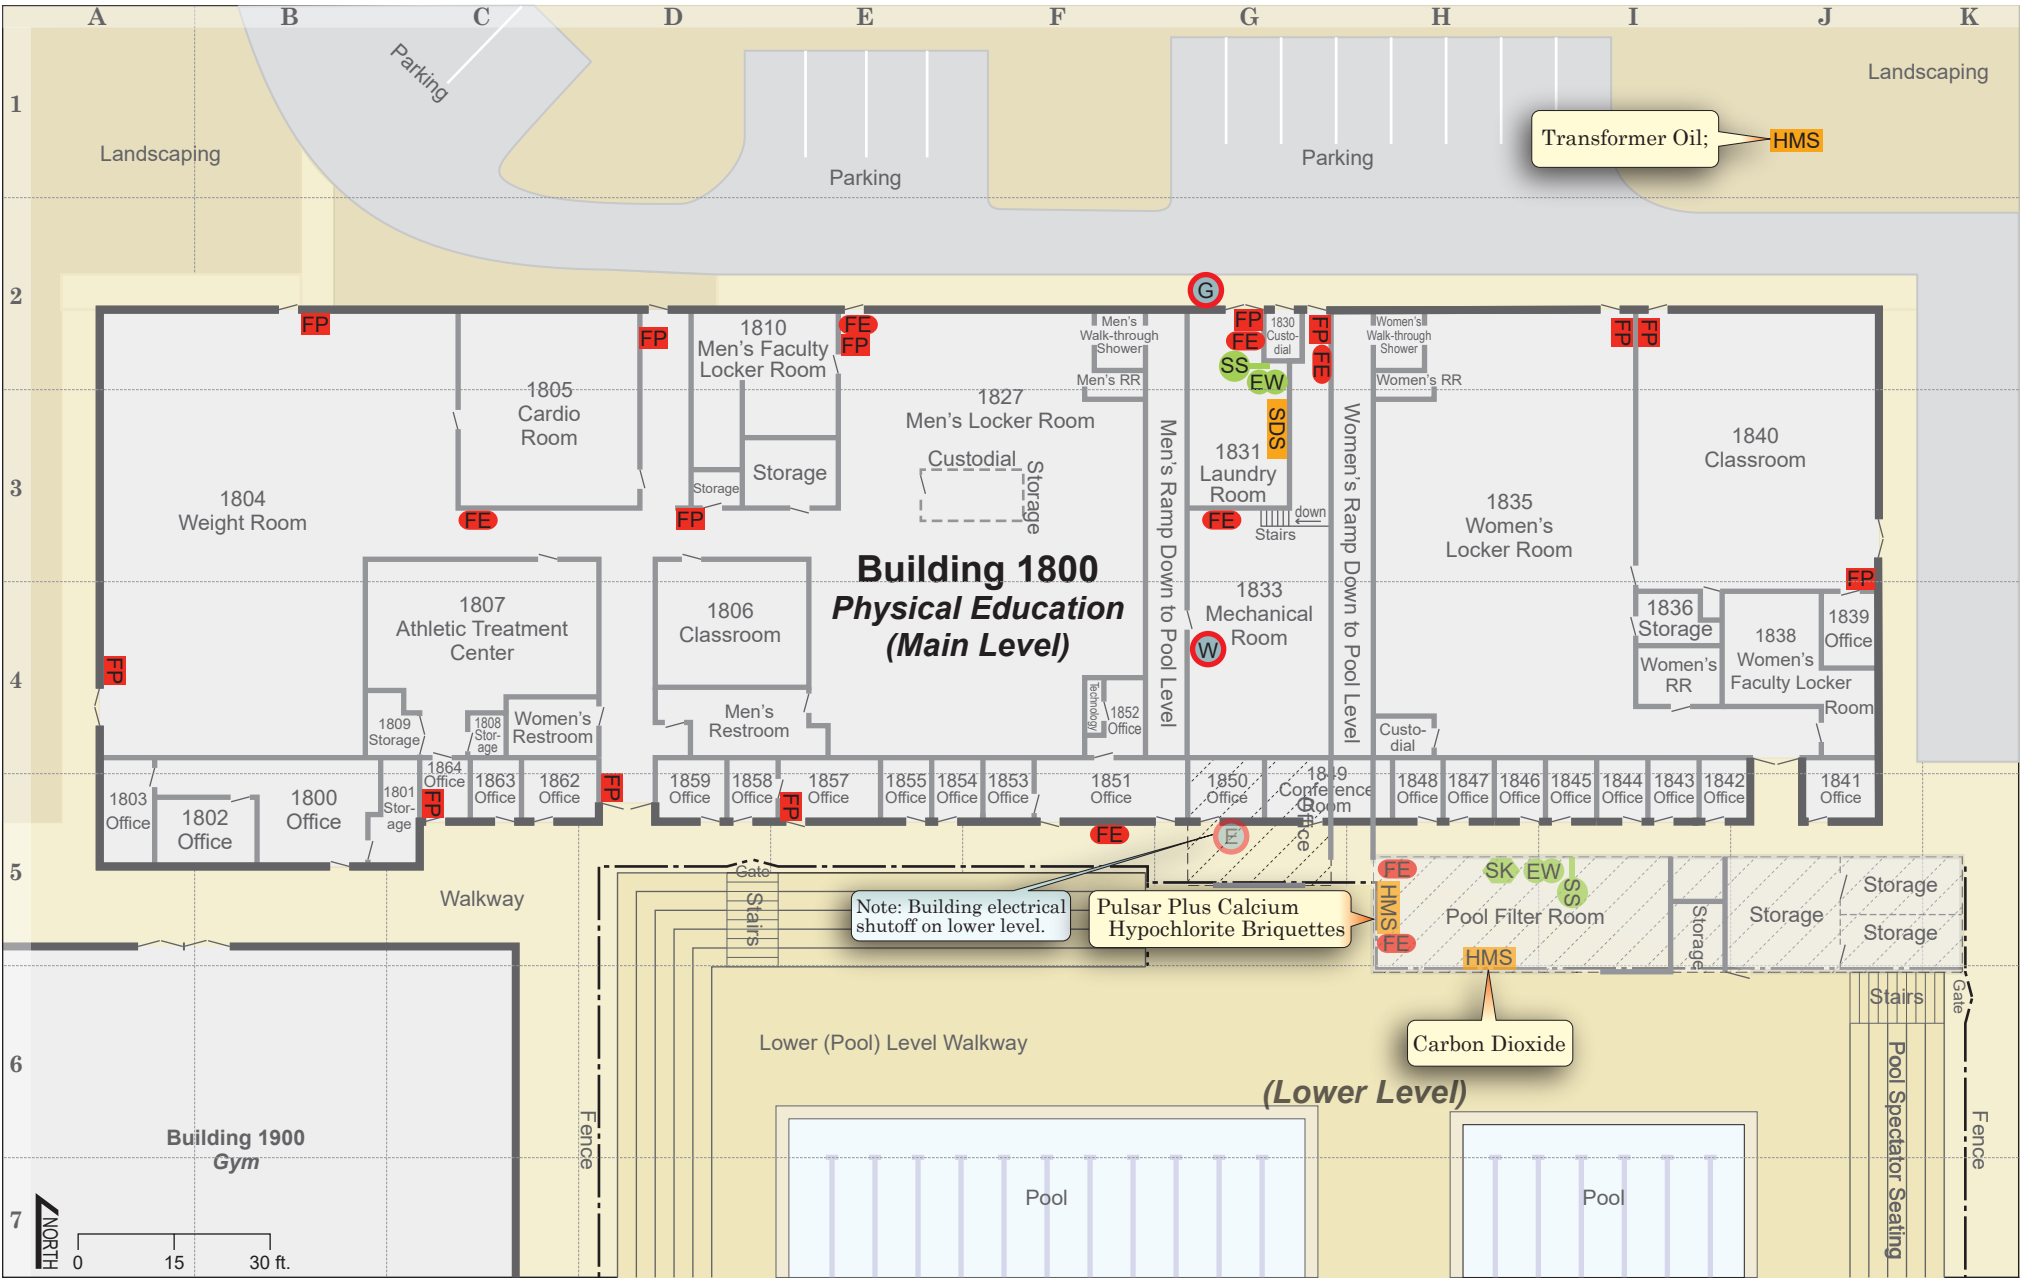 A B C D E F G H I J K
1
2
3
4
5
6
7
Parking
Landscaping
Parking
Parking
Landscaping
Transformer Oil;
HMS
G
FP
FP
1810
Men's Faculty
Locker Room
FE
FP
Men's
Walk-through
Shower
Men's RR
FP
FE
1830
Custo-
dial
FP
FE
SS
EW
SDS
Women's
Walk-through
Shower
Women's RR
FP
FP
1805
Cardio
Room
1827
Men's Locker Room
Custodial
Storage
Storage
Storage
1831
Laundry
Room
1840
Classroom
1804
Weight Room
FE
FP
FE
down
Stairs
1835
Women's
Locker Room
Men's Ramp Down to Pool Level
Women's Ramp Down to Pool Level
Building 1800
Physical Education
(Main Level)
1807
Athletic Treatment
Center
1806
Classroom
1833
Mechanical
Room
W
FP
1836
Storage
1839
Office
1838
Women's
Faculty Locker
Room
Women's
RR
FP
1809
Storage
1808
Stor-
age
Women's
Restroom
Men's
Restroom
Technology
1852
Office
Custo-
dial
1803
Office
1802
Office
1800
Office
1801
Stor-
age
1864
Office
FP
1863
Office
1862
Office
FP
1859
Office
1858
Office
FP
1857
Office
1855
Office
1854
Office
1853
Office
1851
Office
1850
Office
1849
Conference
Room
Office
1848
Office
1847
Office
1846
Office
1845
Office
1844
Office
1843
Office
1842
Office
1841
Office
FE
E
Walkway
Gate
Stairs
Note: Building electrical
shutoff on lower level.
Pulsar Plus Calcium
Hypochlorite Briquettes
FE
HMS
FE
SK
EW
SS
Pool Filter Room
HMS
Storage
Storage
Storage
Storage
Carbon Dioxide
Stairs
Gate
Lower (Pool) Level Walkway
(Lower Level)
Pool Spectator Seating
Fence
Fence
Building 1900
Gym
Pool
Pool
NORTH
0 15 30 ft.